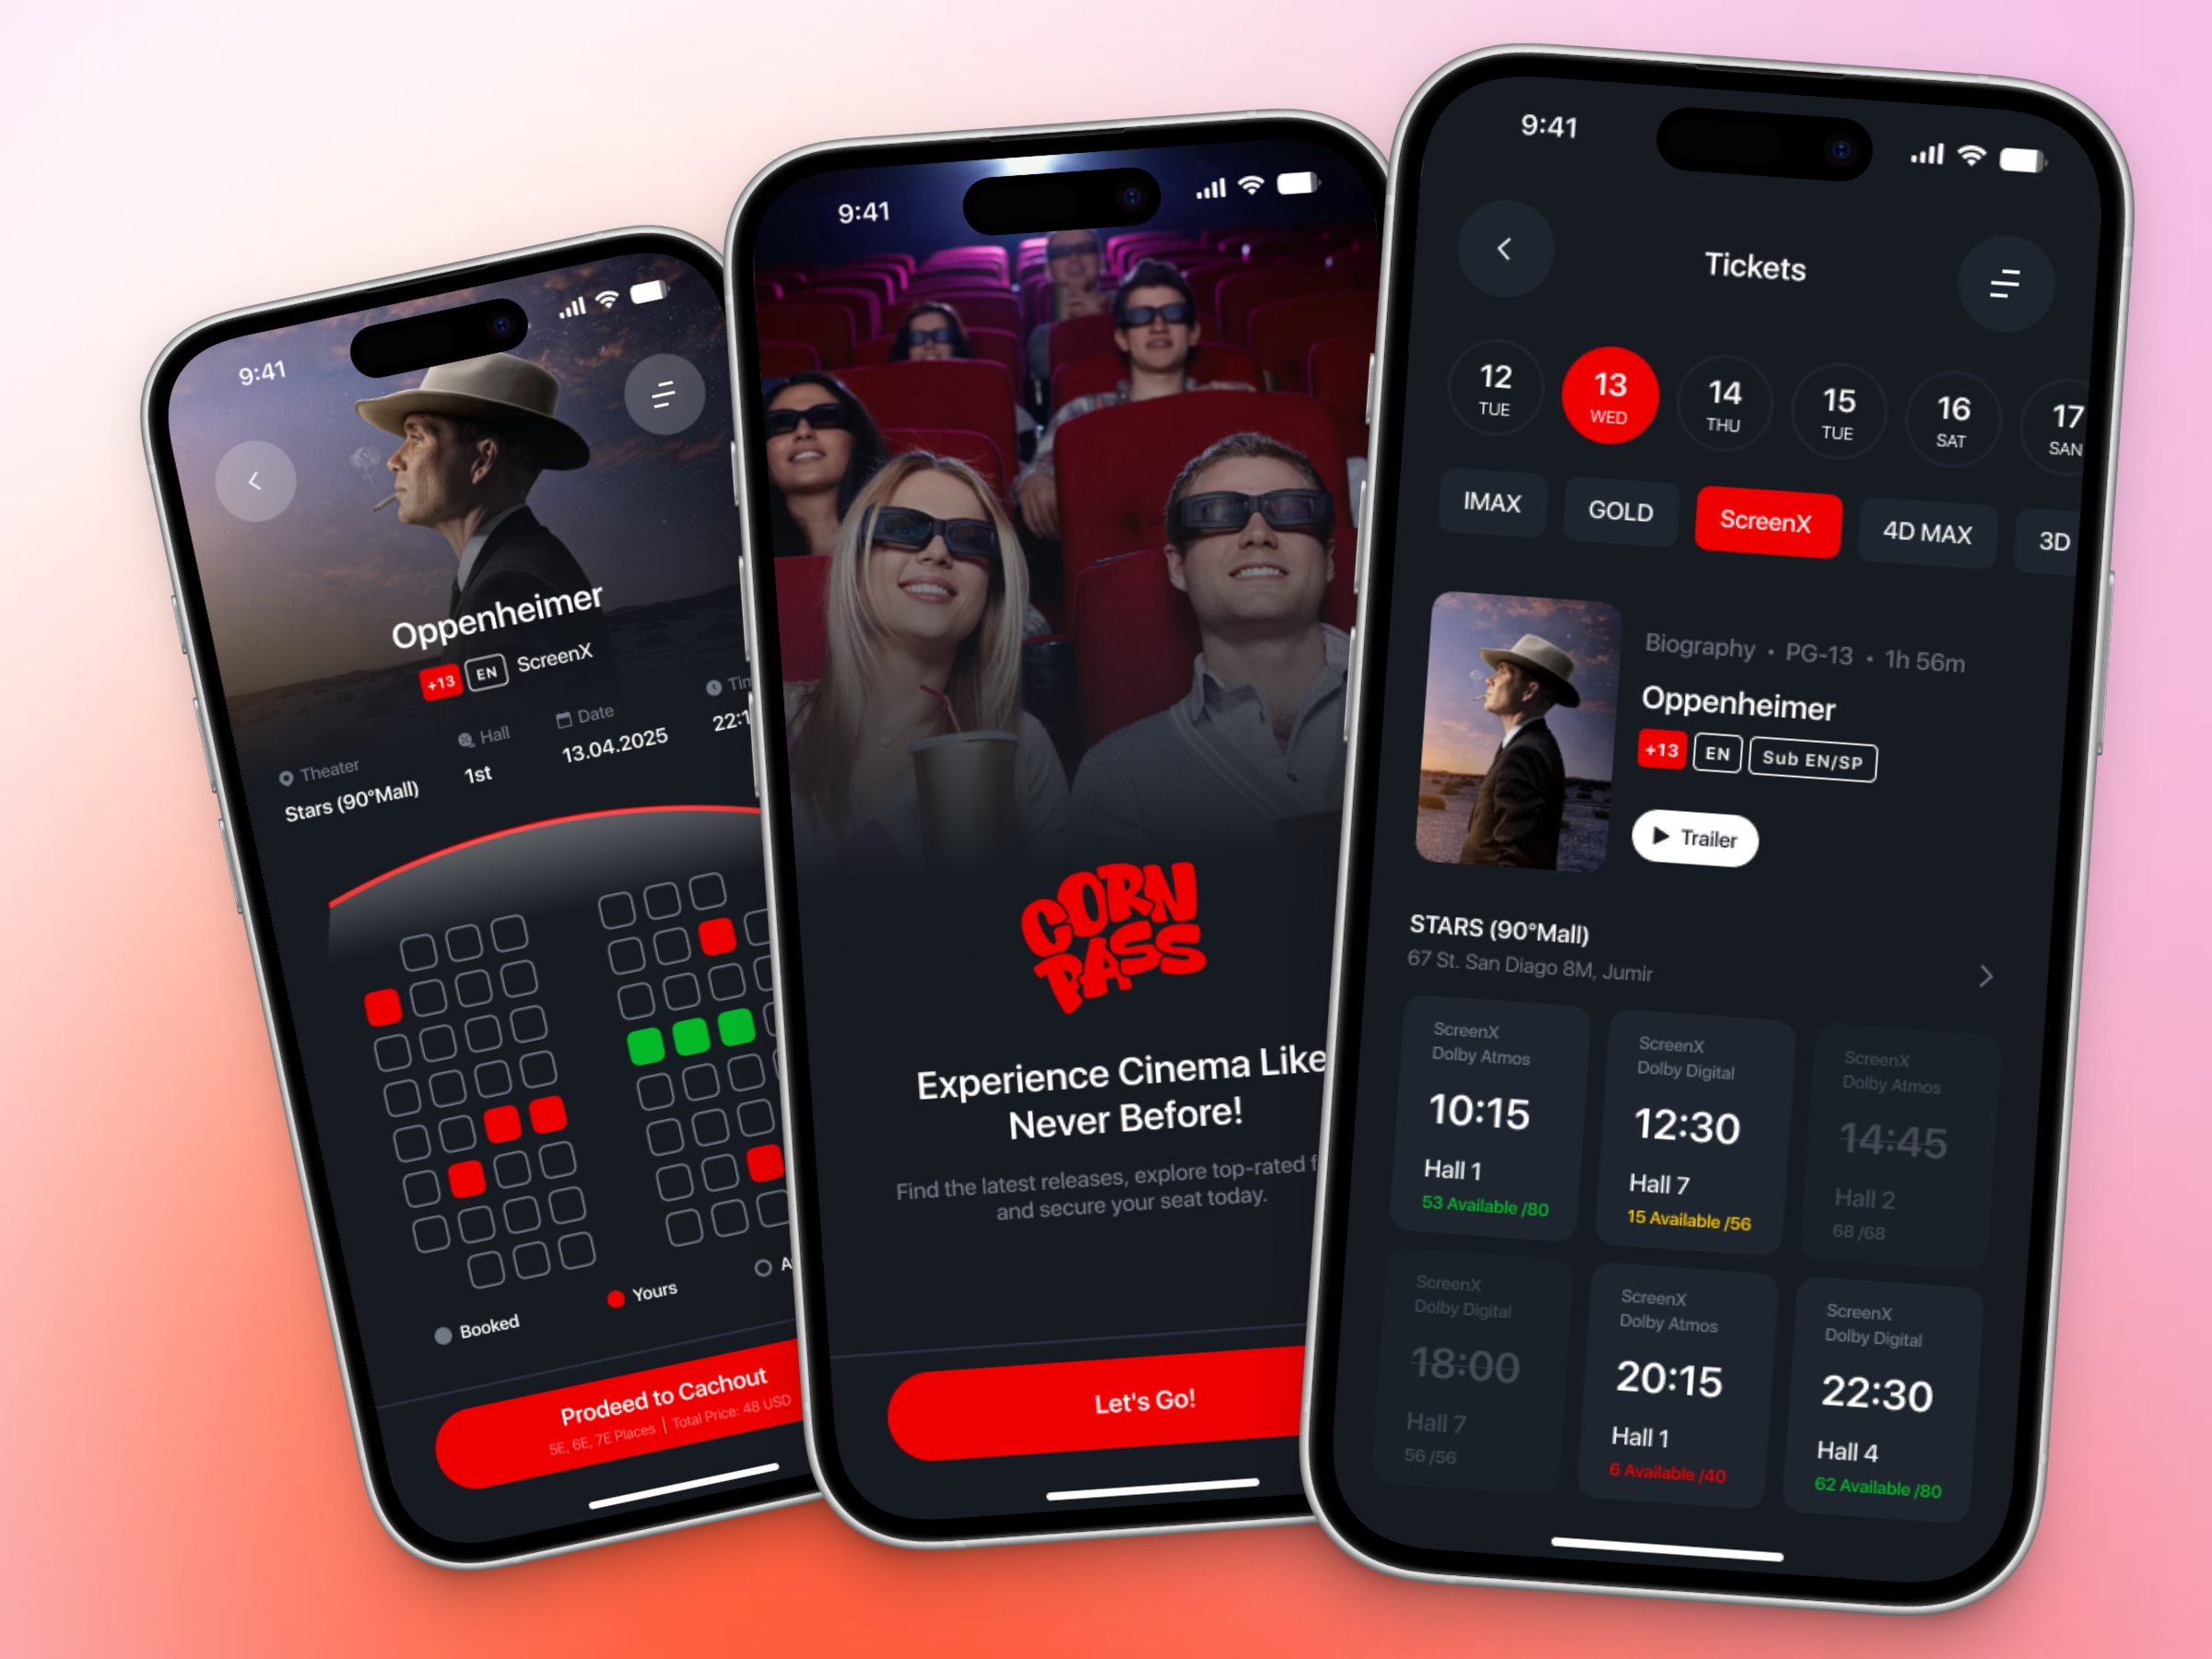 9:41
Oppenheimer
+13 EN ScreenX
Theater Hall Date
Stars (90°Mall) 1st 13.04.2025
Booked Yours
Prodeed to Cachout
5E, 6E, 7E Places | Total Price: 48 USD
9:41
CORN
PASS
Experience Cinema Like
Never Before!
Find the latest releases, explore top-rated
and secure your seat today.
Let's Go!
9:41
Tickets
12 13 14 15 16 17
TUE WED THU TUE SAT SAN
IMAX GOLD ScreenX 4D MAX 3D
Biography • PG-13 • 1h 56m
Oppenheimer
+13 EN Sub EN/SP
Trailer
STARS (90°Mall)
67 St. San Diago 8M, Jumir
ScreenX
Dolby Atmos
10:15
Hall 1
53 Available /80
ScreenX
Dolby Digital
12:30
Hall 7
15 Available /56
ScreenX
Dolby Atmos
14:45
Hall 2
68 /68
ScreenX
Dolby Digital
18:00
Hall 7
56 /56
ScreenX
Dolby Atmos
20:15
Hall 1
6 Available /40
ScreenX
Dolby Digital
22:30
Hall 4
62 Available /80